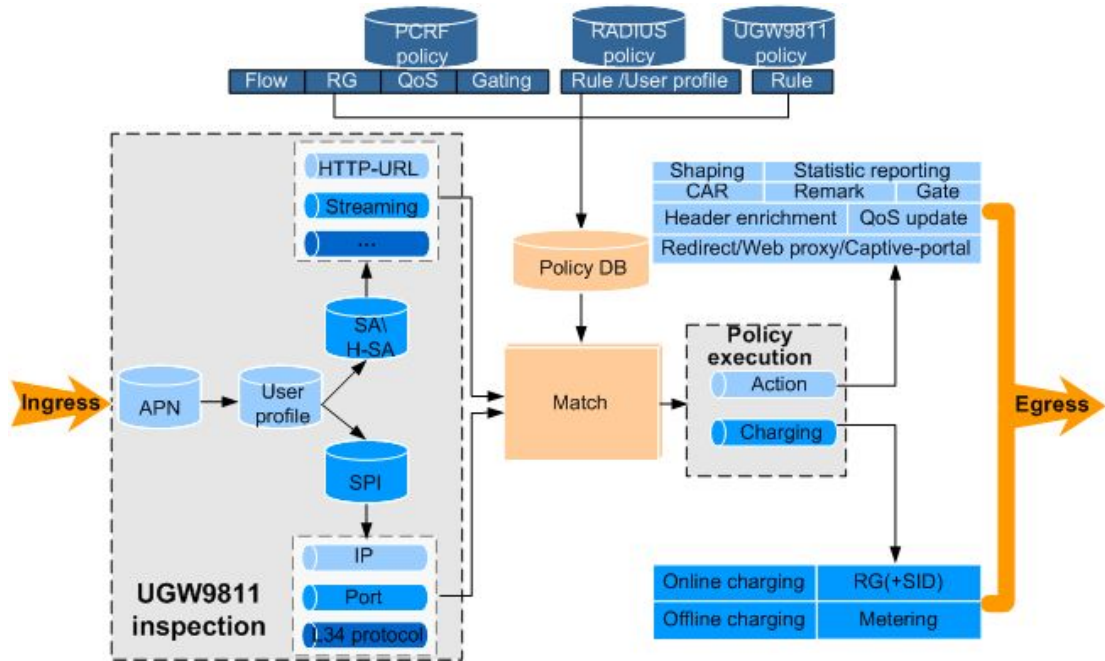 PCRF
policy
RADIUS
policy
UGW9811
policy
Flow
RG
QoS
Gating
Rule /User profile
Rule
HTTP-URL
Streaming
...
SA\
H-SA
Ingress
APN
User
profile
SPI
IP
Port
L34 protocol
UGW9811
inspection
Policy DB
Match
Policy
execution
Action
Charging
Shaping
Statistic reporting
CAR
Remark
Gate
Header enrichment
QoS update
Redirect/Web proxy/Captive-portal
Egress
Online charging
RG(+SID)
Offline charging
Metering